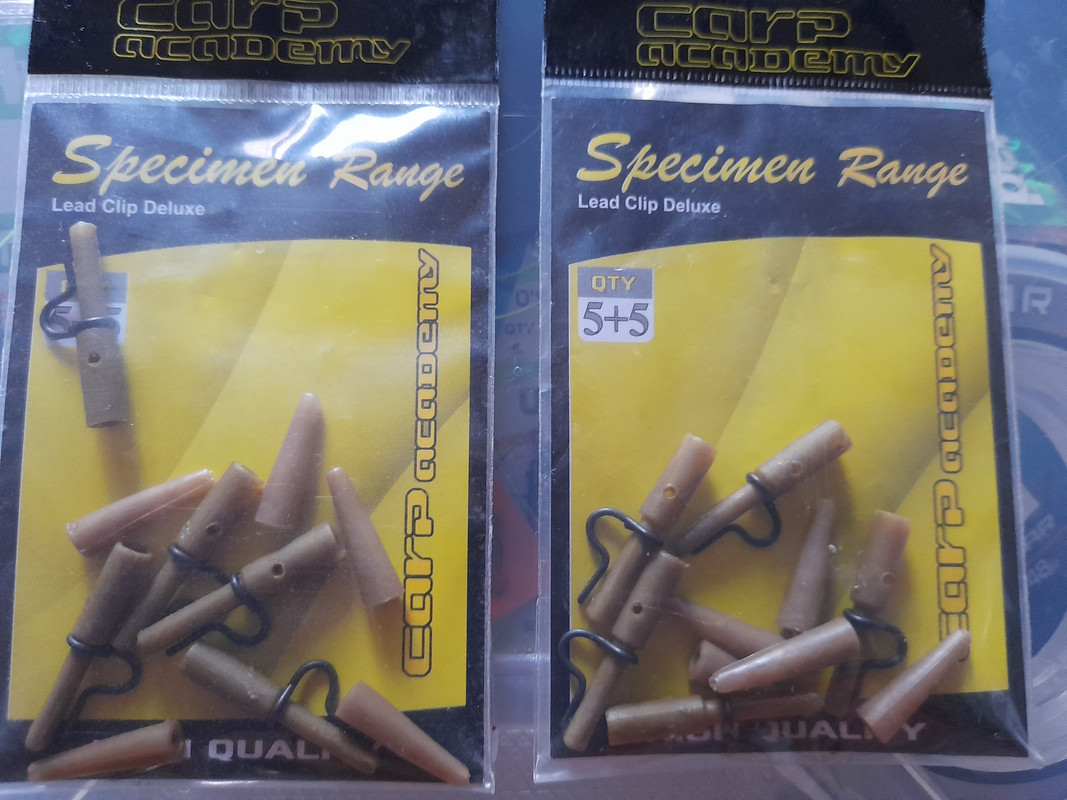 carp
academy
Specimen Range
Lead Clip Deluxe
carp academy
carp
academy
Specimen Range
Lead Clip Deluxe
QTY
5+5
carp academy
QUALITY